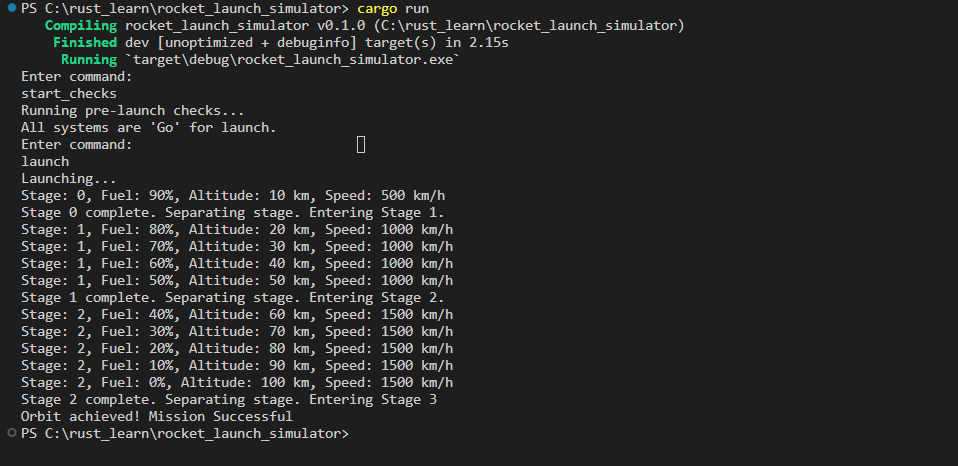 PS C:\rust_learn\rocket_launch_simulator> cargo run
Compiling rocket_launch_simulator v0.1.0 (C:\rust_learn\rocket_launch_simulator)
Finished dev [unoptimized + debuginfo] target(s) in 2.15s
Running `target\debug\rocket_launch_simulator.exe`
Enter command:
start_checks
Running pre-launch checks...
All systems are 'Go' for launch.
Enter command:
launch
Launching...
Stage: 0, Fuel: 90%, Altitude: 10 km, Speed: 500 km/h
Stage 0 complete. Separating stage. Entering Stage 1.
Stage: 1, Fuel: 80%, Altitude: 20 km, Speed: 1000 km/h
Stage: 1, Fuel: 70%, Altitude: 30 km, Speed: 1000 km/h
Stage: 1, Fuel: 60%, Altitude: 40 km, Speed: 1000 km/h
Stage: 1, Fuel: 50%, Altitude: 50 km, Speed: 1000 km/h
Stage 1 complete. Separating stage. Entering Stage 2.
Stage: 2, Fuel: 40%, Altitude: 60 km, Speed: 1500 km/h
Stage: 2, Fuel: 30%, Altitude: 70 km, Speed: 1500 km/h
Stage: 2, Fuel: 20%, Altitude: 80 km, Speed: 1500 km/h
Stage: 2, Fuel: 10%, Altitude: 90 km, Speed: 1500 km/h
Stage: 2, Fuel: 0%, Altitude: 100 km, Speed: 1500 km/h
Stage 2 complete. Separating stage. Entering Stage 3
Orbit achieved! Mission Successful
PS C:\rust_learn\rocket_launch_simulator>